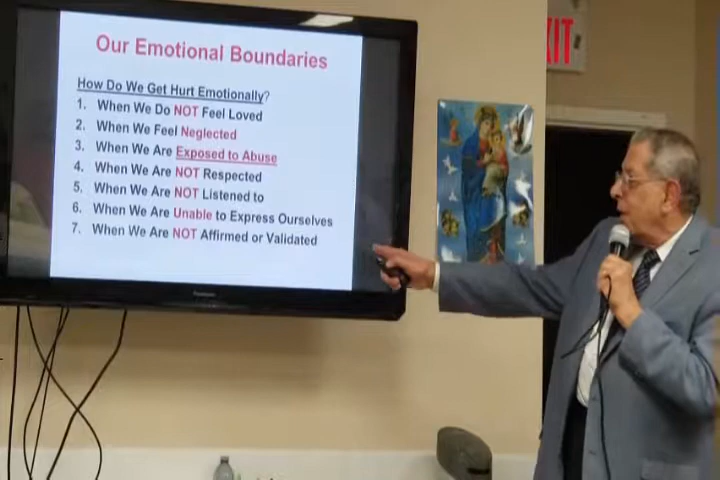 Our Emotional Boundaries
How Do We Get Hurt Emotionally?
1. When We Do NOT Feel Loved
2. When We Feel Neglected
3. When We Are Exposed to Abuse
4. When We Are NOT Respected
5. When We Are NOT Listened to
6. When We Are Unable to Express Ourselves
7. When We Are NOT Affirmed or Validated
Panasonic
XIT